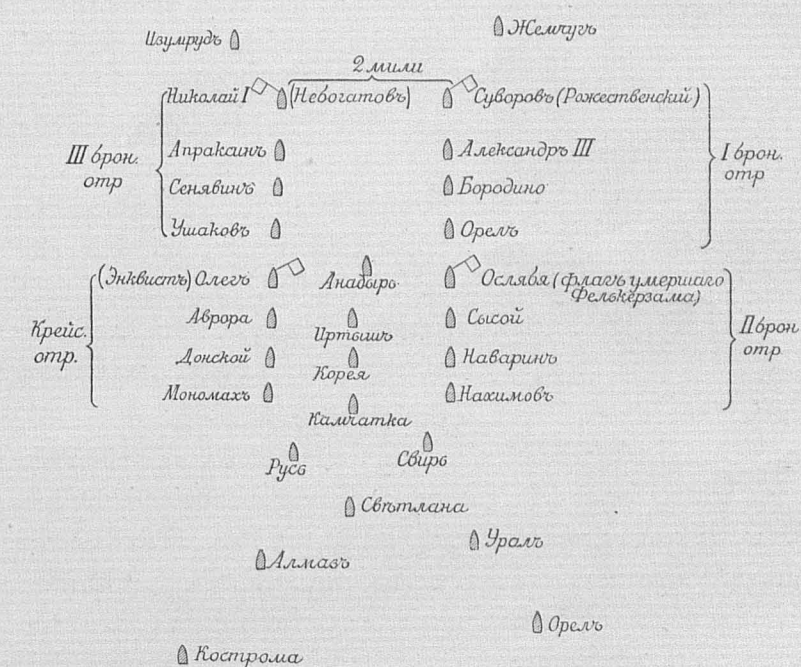 Изумрудъ
Жемчугъ
2 мили
Николай I
(Небогатовъ)
Суворовъ (Рожественский)
III брон.
отр
Апраксинъ
Александръ III
I брон.
отр
Сенявинъ
Бородино
Ушаковъ
Орелъ
(Энквистъ) Олегъ
Анадырь
Ослябя (флагъ умершаго
Фелькерзама)
Крейс.
отр.
Аврора
Иртышъ
Сысой
II брон
отр
Донской
Корея
Наваринъ
Мономахъ
Камчатка
Нахимовъ
Русь
Свирь
Свѣтлана
Уралъ
Алмазъ
Орелъ
Кострома